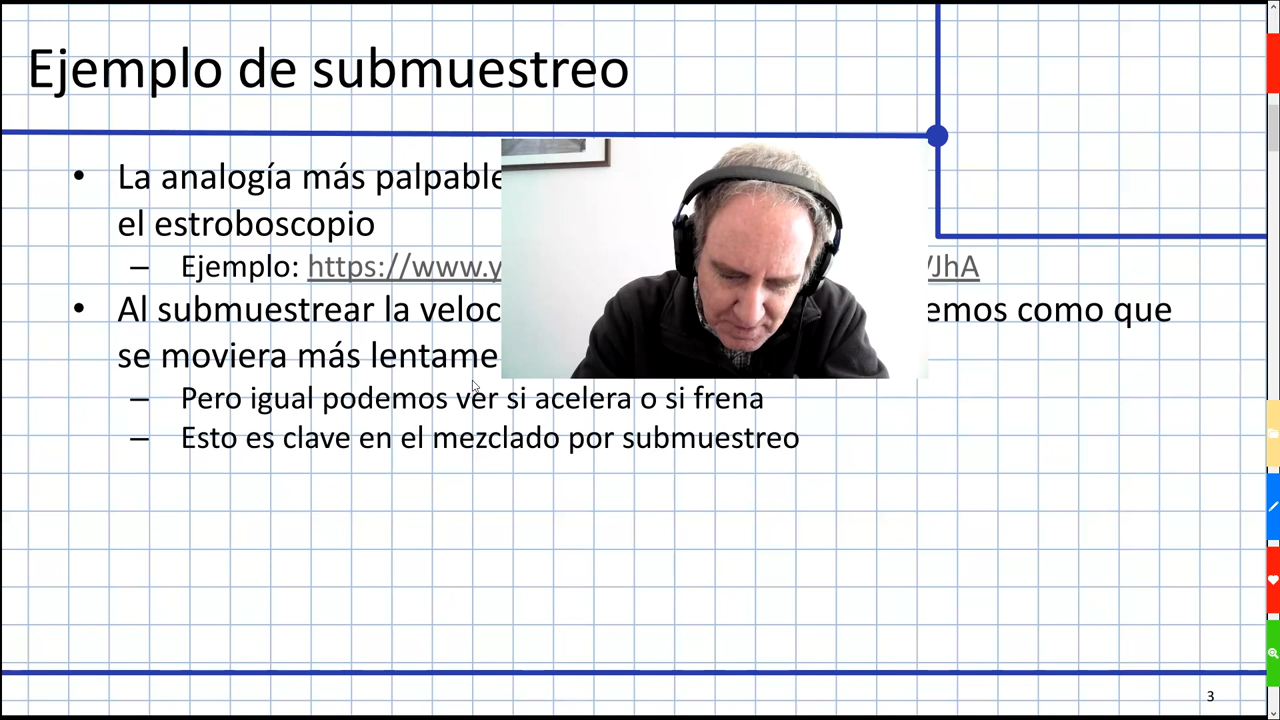 Ejemplo de submuestreo
• La analogía más palpable
el estroboscopio
– Ejemplo: https://www.y JhA
• Al submuestrear la emos como que
se moviera más
– Pero igual podemos ver si acelera o si frena
– Esto es clave en el mezclado por submuestreo
3